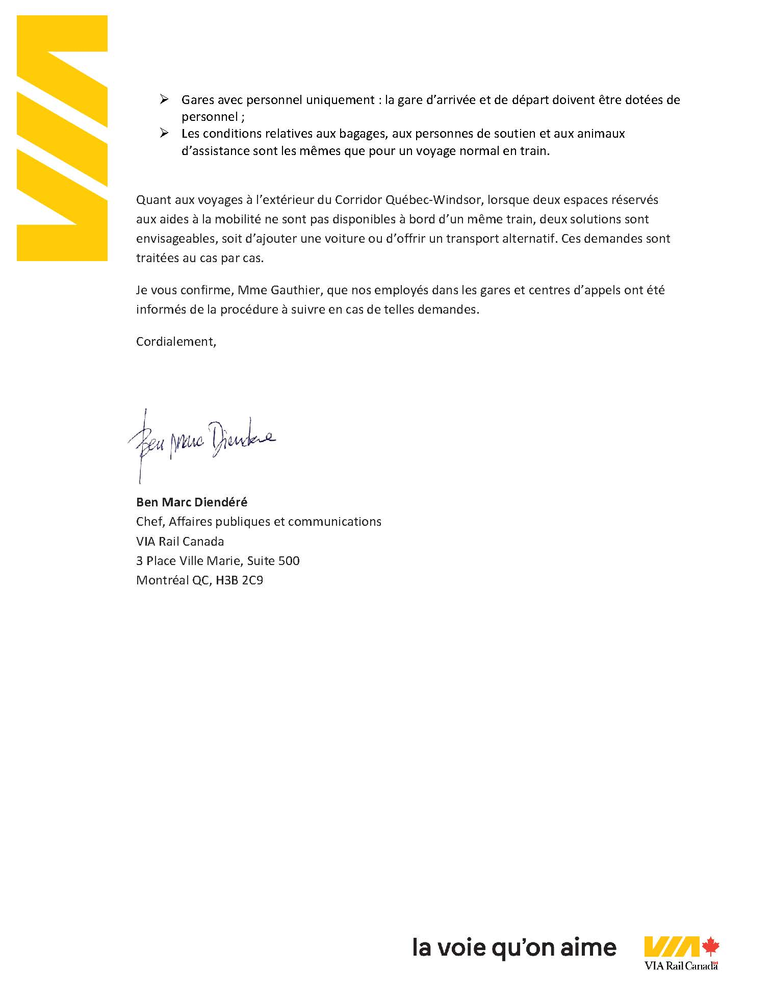 ➢ Gares avec personnel uniquement : la gare d’arrivée et de départ doivent être dotées de
personnel ;
➢ Les conditions relatives aux bagages, aux personnes de soutien et aux animaux
d’assistance sont les mêmes que pour un voyage normal en train.
Quant aux voyages à l’extérieur du Corridor Québec-Windsor, lorsque deux espaces réservés
aux aides à la mobilité ne sont pas disponibles à bord d’un même train, deux solutions sont
envisageables, soit d’ajouter une voiture ou d’offrir un transport alternatif. Ces demandes sont
traitées au cas par cas.
Je vous confirme, Mme Gauthier, que nos employés dans les gares et centres d’appels ont été
informés de la procédure à suivre en cas de telles demandes.
Cordialement,
Ben Marc Diendere
Ben Marc Diendéré
Chef, Affaires publiques et communications
VIA Rail Canada
3 Place Ville Marie, Suite 500
Montréal QC, H3B 2C9
la voie qu’on aime
VIA
VIA Rail Canada
VIA